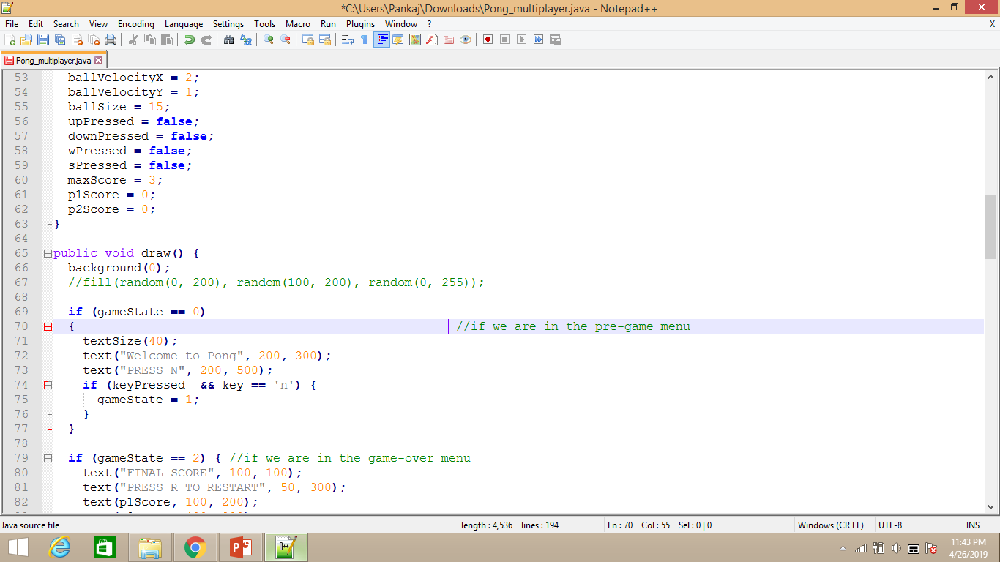 *C:\Users\Pankaj\Downloads\Pong_multiplayer.java - Notepad++
File Edit Search View Encoding Language Settings Tools Macro Run Plugins Window ? X
Pong_multiplayer.java
53 ballVelocityX = 2;
54 ballVelocityY = 1;
55 ballSize = 15;
56 upPressed = false;
57 downPressed = false;
58 wPressed = false;
59 sPressed = false;
60 maxScore = 3;
61 p1Score = 0;
62 p2Score = 0;
63 }
64
65 public void draw() {
66 background(0);
67 //fill(random(0, 200), random(100, 200), random(0, 255));
68
69 if (gameState == 0)
70 { //if we are in the pre-game menu
71 textSize(40);
72 text("Welcome to Pong", 200, 300);
73 text("PRESS N", 200, 500);
74 if (keyPressed  && key == 'n') {
75 gameState = 1;
76 }
77 }
78
79 if (gameState == 2) { //if we are in the game-over menu
80 text("FINAL SCORE", 100, 100);
81 text("PRESS R TO RESTART", 50, 300);
82 text(p1Score, 100, 200);
Java source file length : 4,536 lines : 194 Ln : 70 Col : 55 Sel : 0 | 0 Windows (CR LF) UTF-8 INS
11:43 PM
4/26/2019